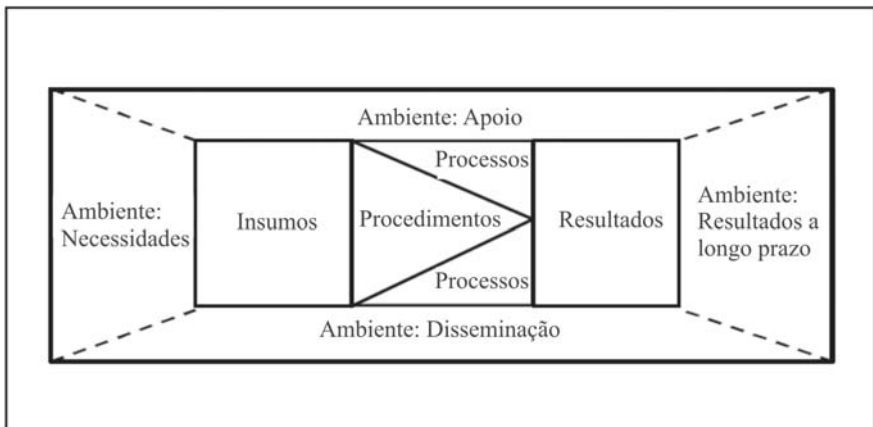 Ambiente: Apoio
Processos
Ambiente:
Necessidades
Insumos
Procedimentos
Resultados
Ambiente:
Resultados a
longo prazo
Processos
Ambiente: Disseminação